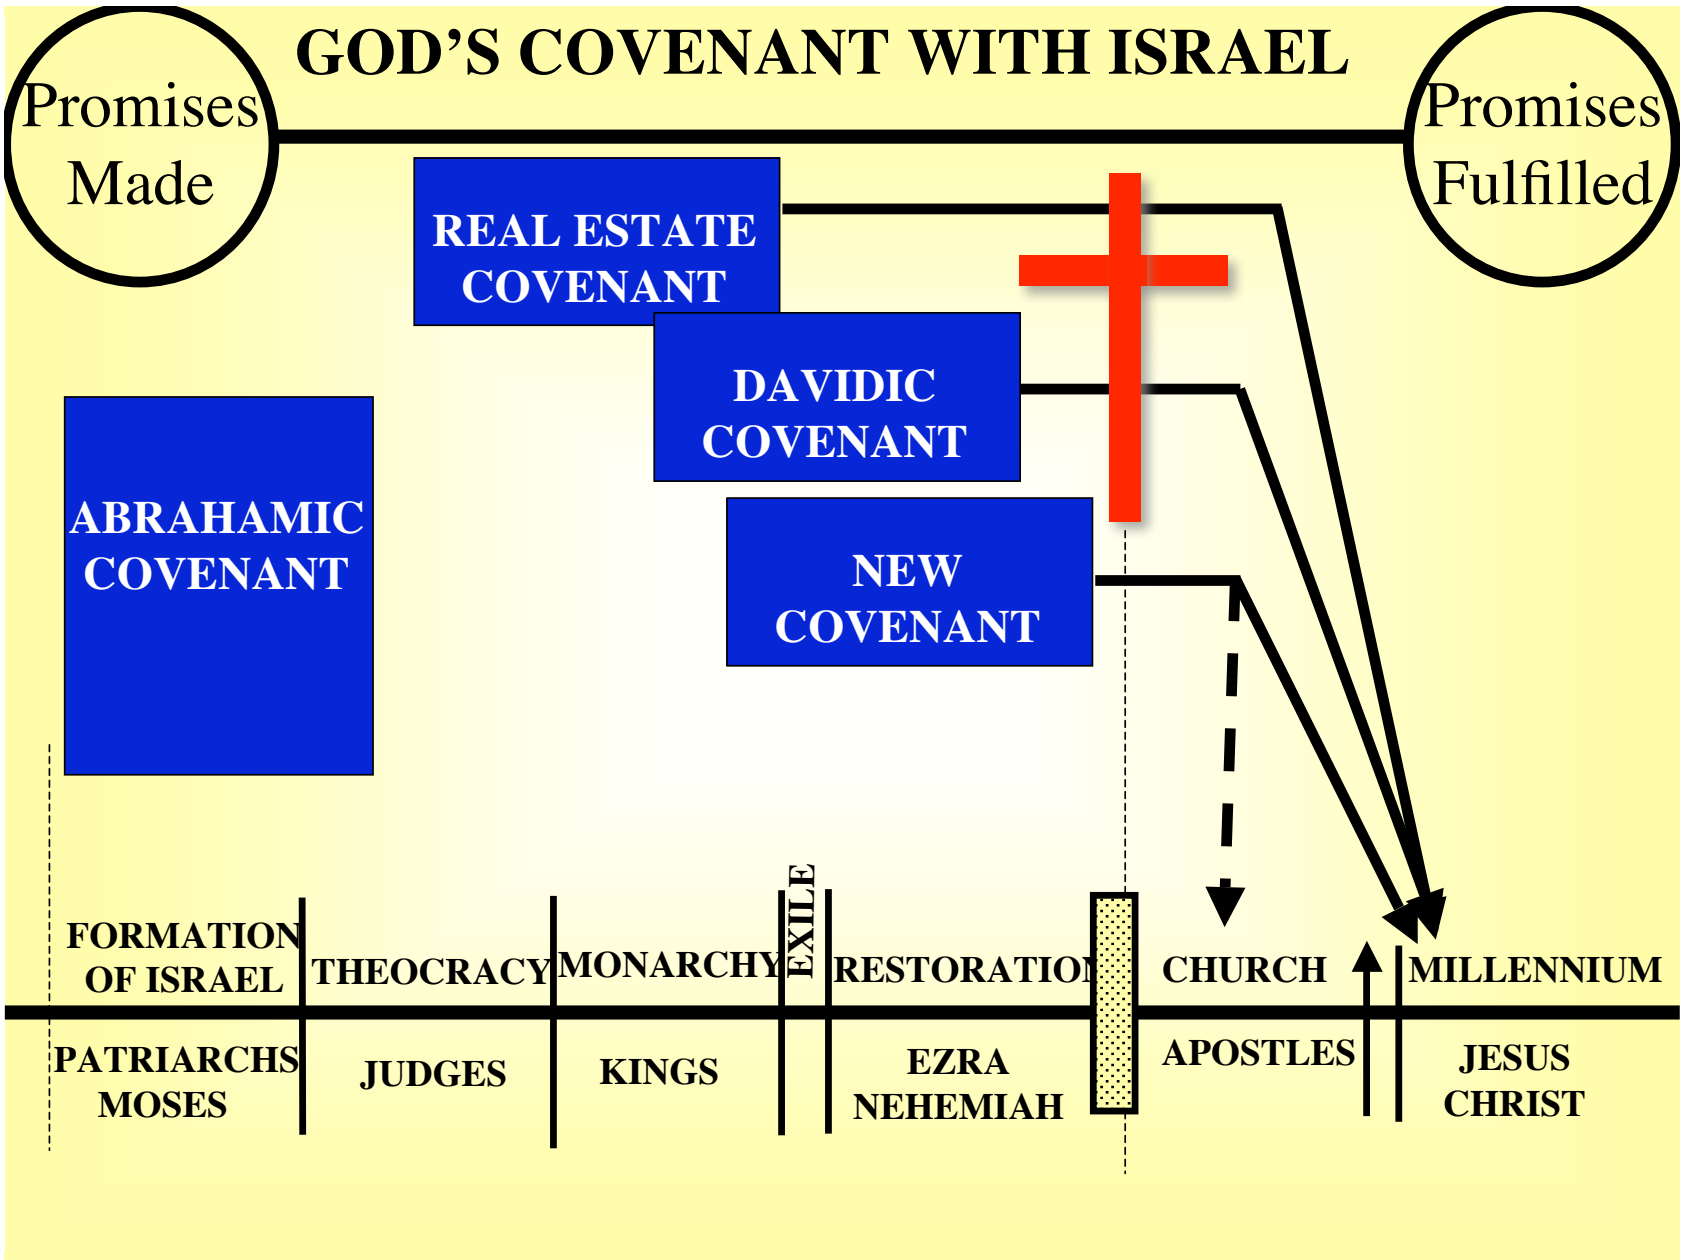 GOD'S COVENANT WITH ISRAEL
Promises
Made
Promises
Fulfilled
REAL ESTATE
COVENANT
DAVIDIC
COVENANT
ABRAHAMIC
COVENANT
NEW
COVENANT
FORMATION
OF ISRAEL
THEOCRACY
MONARCHY
EXILE
RESTORATION
CHURCH
MILLENNIUM
PATRIARCHS
MOSES
JUDGES
KINGS
EZRA
NEHEMIAH
APOSTLES
JESUS
CHRIST